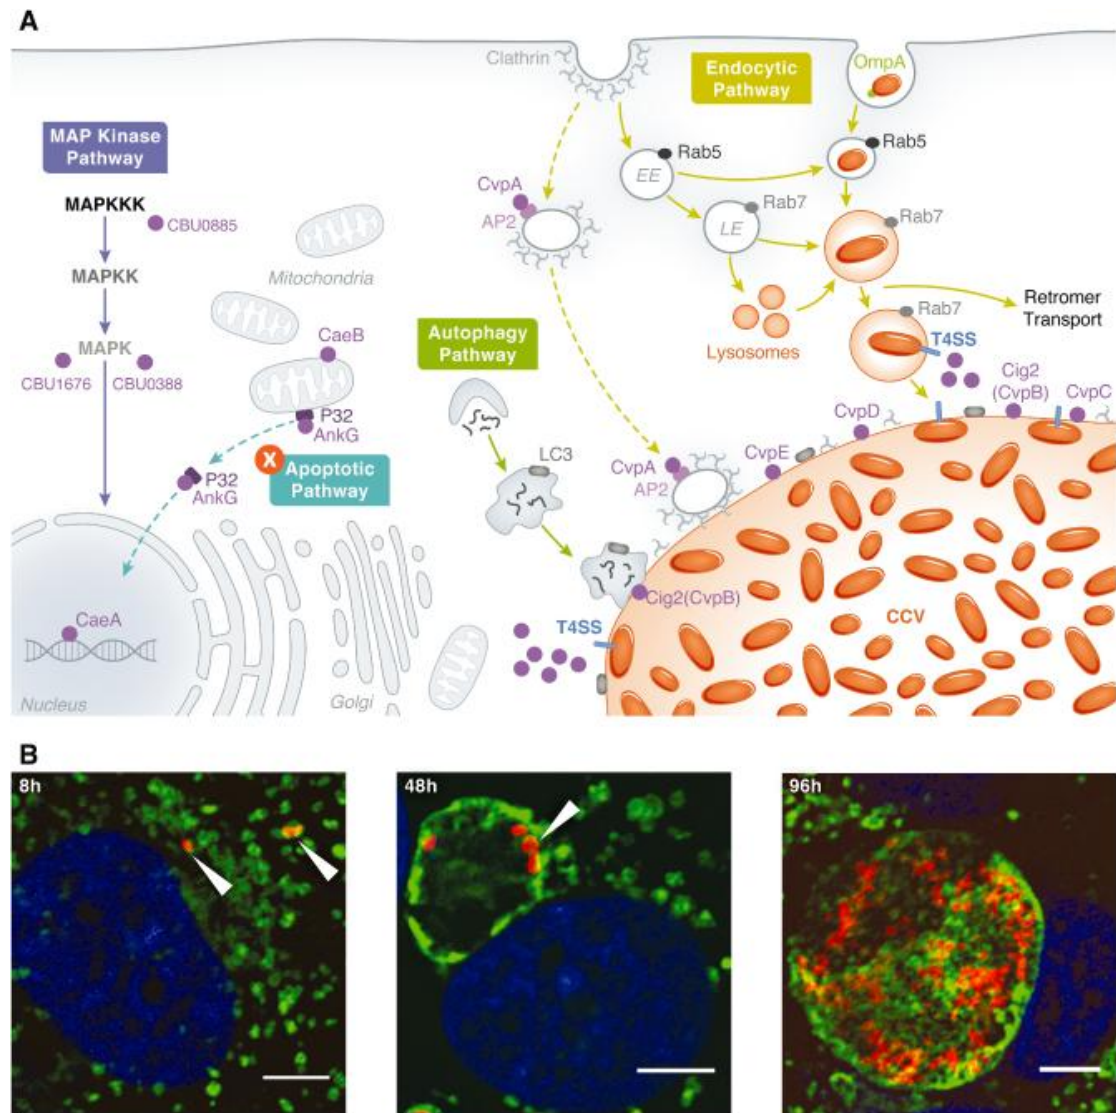 A
Clathrin
Endocytic
Pathway
OmpA
MAP Kinase
Pathway
Rab5
Rab5
EE
CvpA
AP2
MAPKKK
CBU0885
Rab7
LE
Rab7
MAPKK
Mitochondria
Retromer
Transport
Rab7
T4SS
Lysosomes
CaeB
Autophagy
Pathway
MAPK
CBU1676
CBU0388
Cig2
(CvpB)
CvpC
P32
AnkG
CvpD
X
Apoptotic
Pathway
P32
AnkG
LC3
CvpA
AP2
CvpE
Cig2(CvpB)
CCV
CaeA
T4SS
Nucleus
Golgi
B
8h
48h
96h